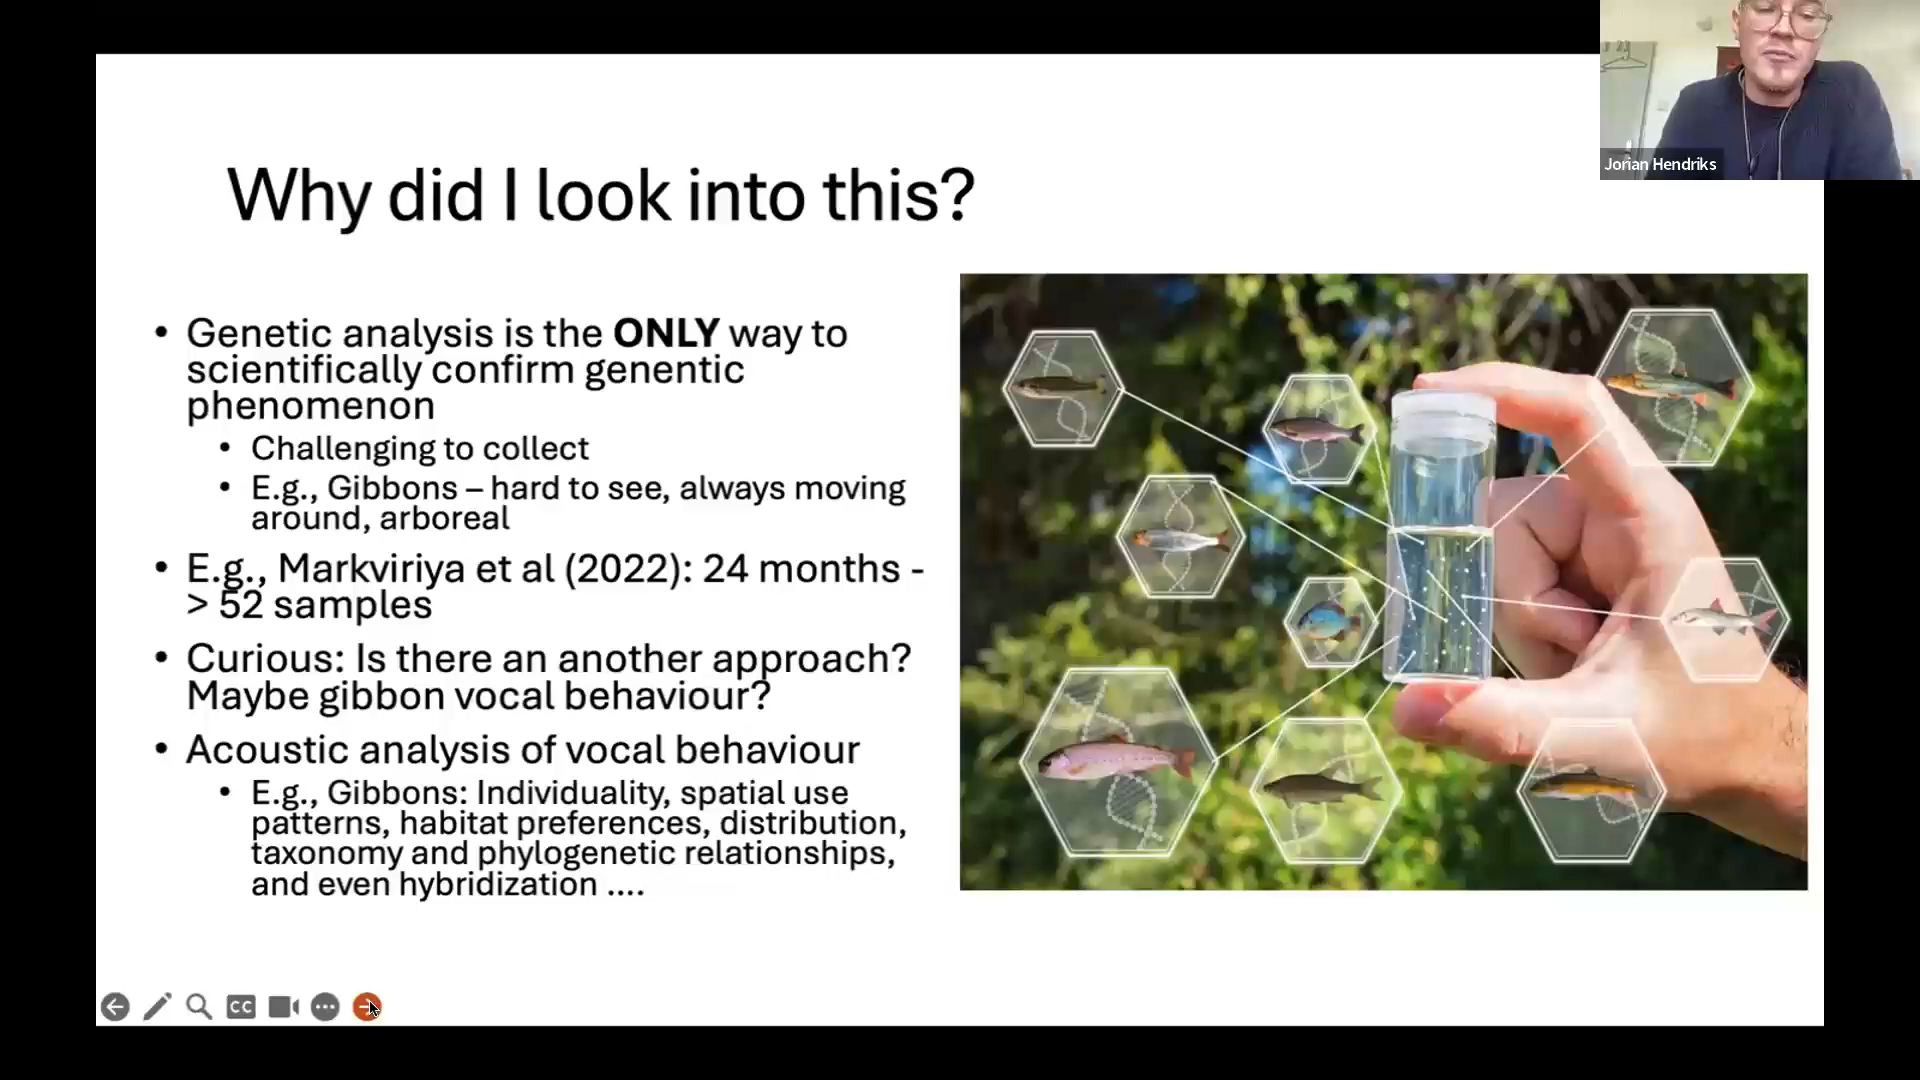 Jorian Hendriks
Why did I look into this?
• Genetic analysis is the ONLY way to
scientifically confirm genentic
phenomenon
• Challenging to collect
• E.g., Gibbons – hard to see, always moving
around, arboreal
• E.g., Markviriya et al (2022): 24 months -
> 52 samples
• Curious: Is there an another approach?
Maybe gibbon vocal behaviour?
• Acoustic analysis of vocal behaviour
• E.g., Gibbons: Individuality, spatial use
patterns, habitat preferences, distribution,
taxonomy and phylogenetic relationships,
and even hybridization ....
CC